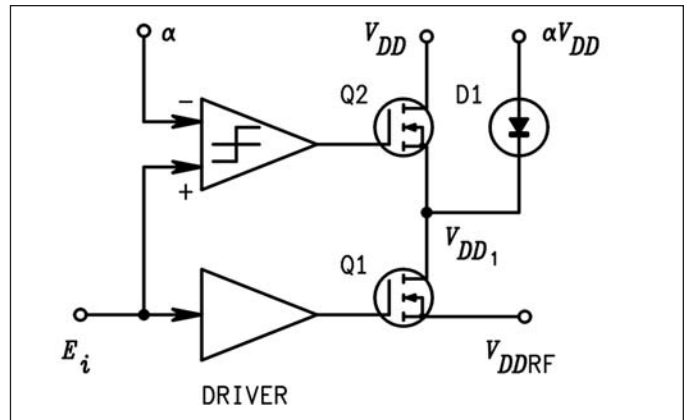 α
V_DD
αV_DD
Q2
D1
−
+
V_DD₁
Q1
E_i
V_DDRF
DRIVER